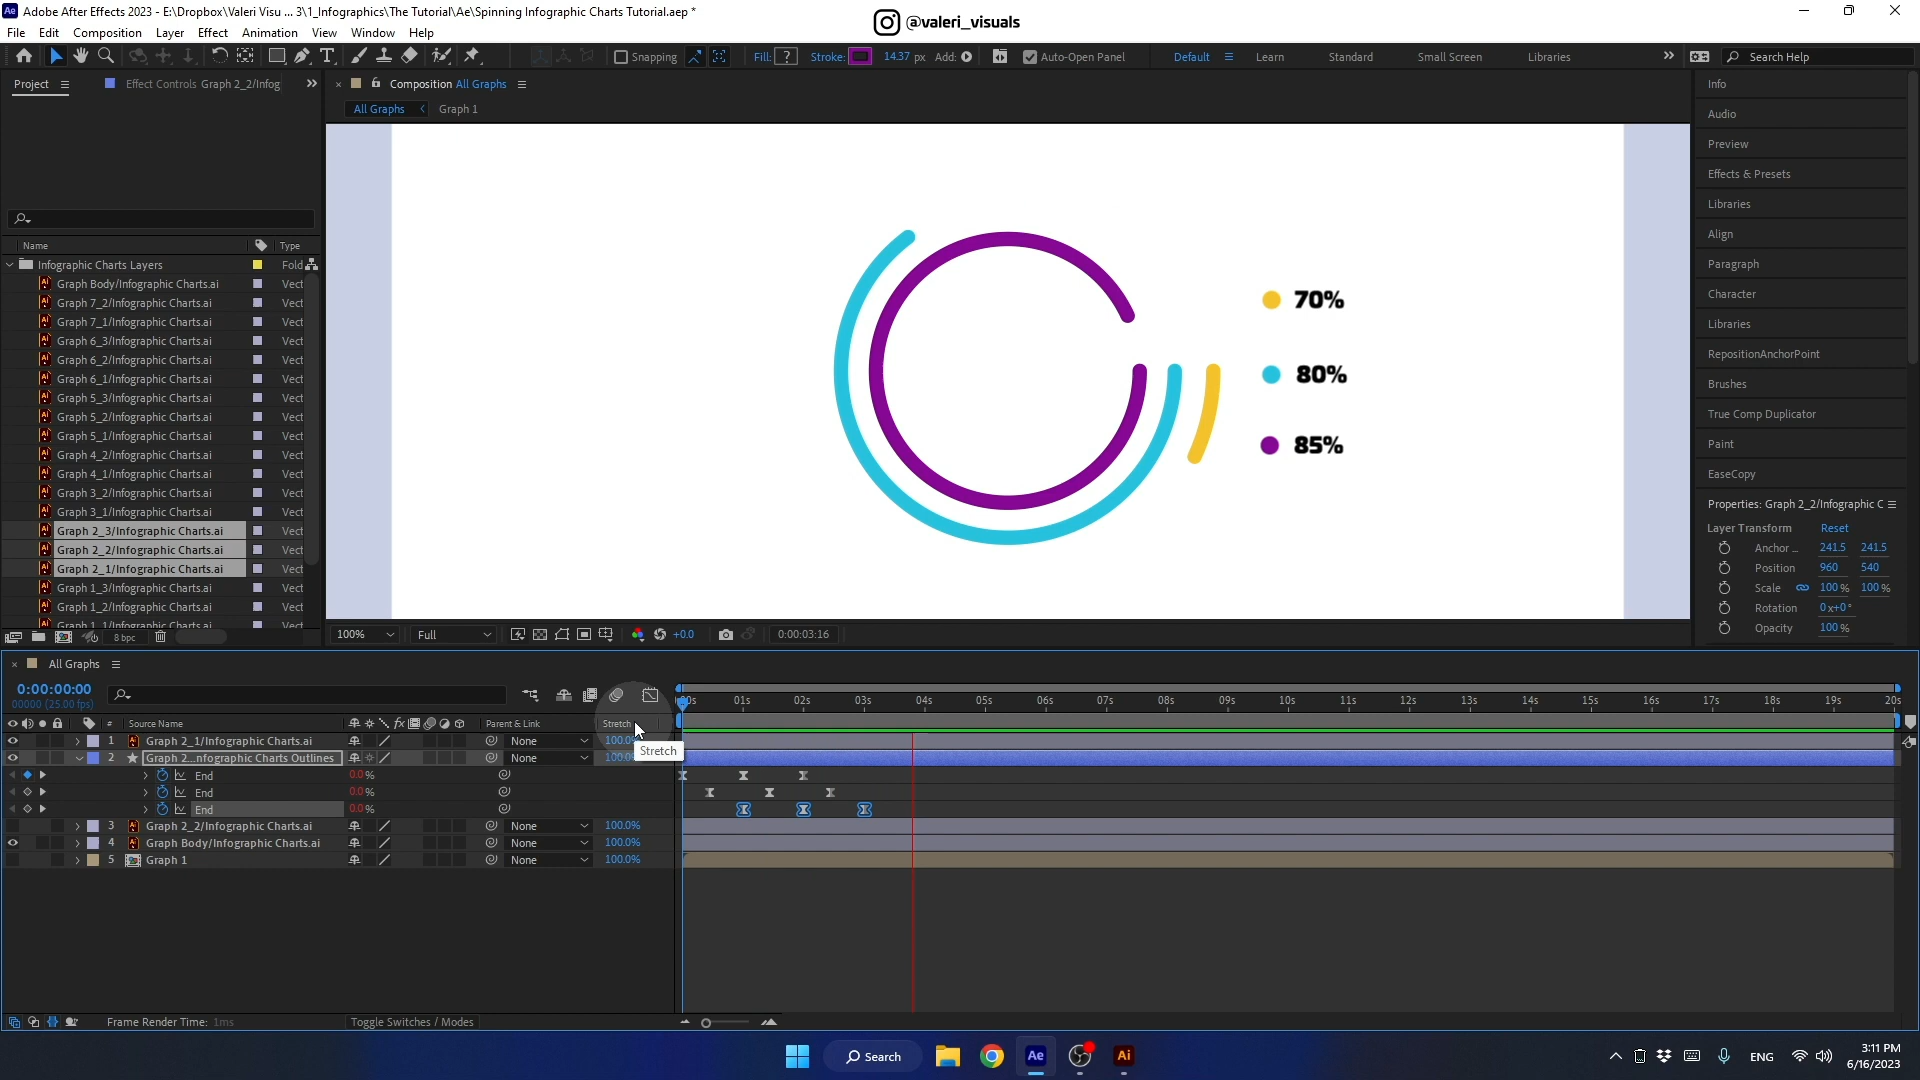 Adobe After Effects 2023 - E:\Dropbox\Valeri Visu ... 3\1_Infographics\The Tutorial\Ae\Spinning Infographic Charts Tutorial.aep *
@valeri_visuals
File Edit Composition Layer Effect Animation View Window Help
Snapping Fill: ? Stroke: 14.37 px Add: Auto-Open Panel Default Learn Standard Small Screen Libraries Search Help
Project Effect Controls Graph 2_2/Infog
Composition All Graphs
All Graphs Graph 1
Name Type
Infographic Charts Layers Fold
Graph Body/Infographic Charts.ai Vect
Graph 7_2/Infographic Charts.ai Vect
Graph 7_1/Infographic Charts.ai Vect
Graph 6_3/Infographic Charts.ai Vect
Graph 6_2/Infographic Charts.ai Vect
Graph 6_1/Infographic Charts.ai Vect
Graph 5_3/Infographic Charts.ai Vect
Graph 5_2/Infographic Charts.ai Vect
Graph 5_1/Infographic Charts.ai Vect
Graph 4_2/Infographic Charts.ai Vect
Graph 4_1/Infographic Charts.ai Vect
Graph 3_2/Infographic Charts.ai Vect
Graph 3_1/Infographic Charts.ai Vect
Graph 2_3/Infographic Charts.ai Vect
Graph 2_2/Infographic Charts.ai Vect
Graph 2_1/Infographic Charts.ai Vect
Graph 1_3/Infographic Charts.ai Vect
Graph 1_2/Infographic Charts.ai Vect
Graph 1_1/Infographic Charts.ai Vect
8 bpc
70%
80%
85%
100% Full +0.0 0:00:03:16
Info
Audio
Preview
Effects & Presets
Libraries
Align
Paragraph
Character
Libraries
RepositionAnchorPoint
Brushes
True Comp Duplicator
Paint
EaseCopy
Properties: Graph 2_2/Infographic C
Layer Transform Reset
Anchor ... 241.5 241.5
Position 960 540
Scale 100 % 100 %
Rotation 0x+0°
Opacity 100 %
All Graphs
0:00:00:00
00000 (25.00 fps)
01s 02s 03s 04s 05s 06s 07s 08s 09s 10s 11s 12s 13s 14s 15s 16s 17s 18s 19s 20s
# Source Name fx Parent & Link Stretch
1 Graph 2_1/Infographic Charts.ai None 100.0%
Stretch
2 Graph 2...nfographic Charts Outlines None
End 0.0 %
End 0.0 %
End 0.0 %
3 Graph 2_2/Infographic Charts.ai None 100.0%
4 Graph Body/Infographic Charts.ai None 100.0%
5 Graph 1 None 100.0%
Frame Render Time: 1ms Toggle Switches / Modes
Search Ae Ai ENG
3:11 PM
6/16/2023